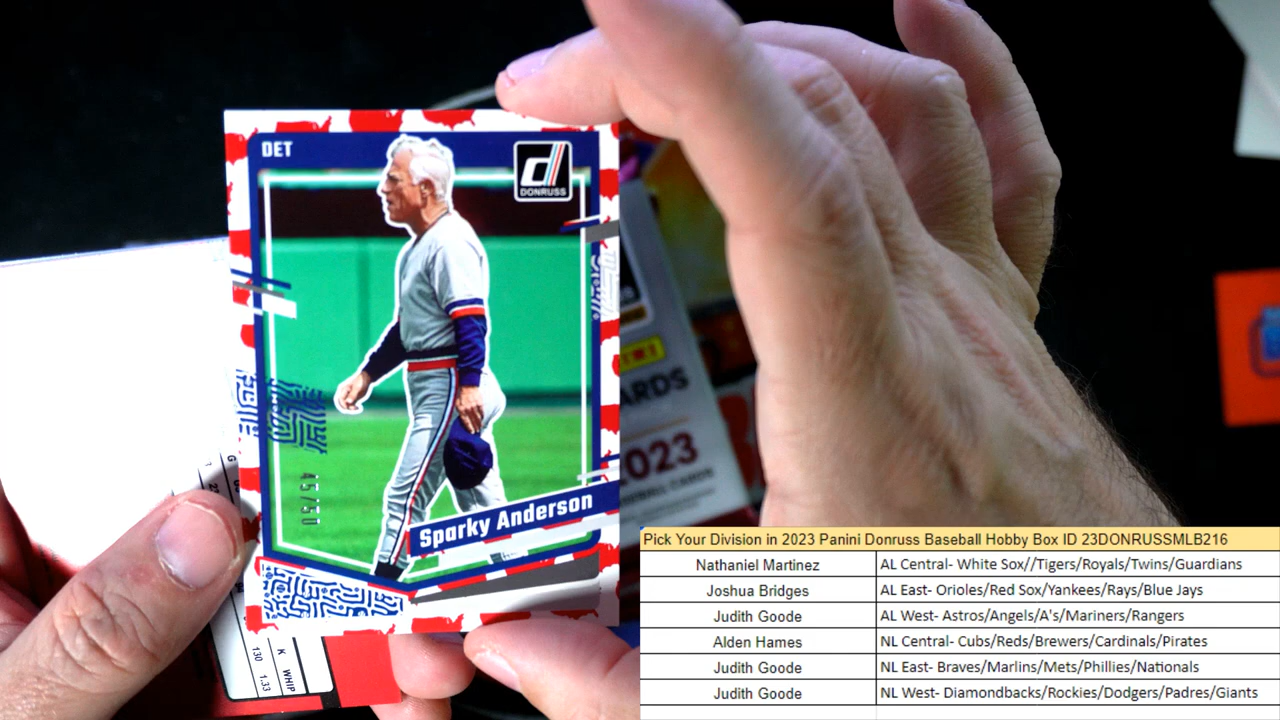 DET
DONRUSS
45/50
Sparky Anderson
ARDS
2023
K WHIP
130 1.33
Pick Your Division in 2023 Panini Donruss Baseball Hobby Box ID 23DONRUSSMLB216
Nathaniel Martinez AL Central- White Sox//Tigers/Royals/Twins/Guardians
Joshua Bridges AL East- Orioles/Red Sox/Yankees/Rays/Blue Jays
Judith Goode AL West- Astros/Angels/A's/Mariners/Rangers
Alden Hames NL Central- Cubs/Reds/Brewers/Cardinals/Pirates
Judith Goode NL East- Braves/Marlins/Mets/Phillies/Nationals
Judith Goode NL West- Diamondbacks/Rockies/Dodgers/Padres/Giants